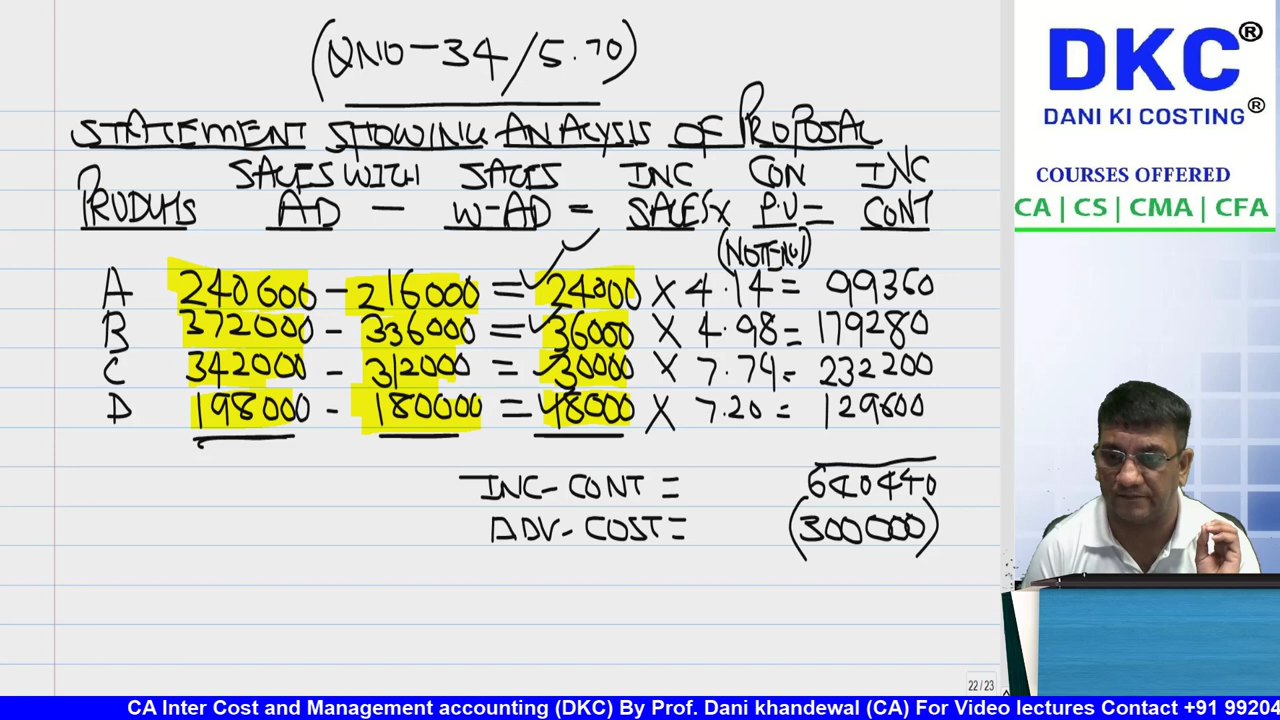 (QNO-34/5.70)
STATEMENT SHOWING ANALYSIS OF PROPOSAL
PRODUCTS SALES WITH AD - SALES W-AD = INC SALES x CON P.U = INC CONT
(NOTE NO1)
A 240600 - 216000 = 24000 X 4.14 = 99360
B 372000 - 336000 = 36000 X 4.98 = 179280
C 342000 - 312000 = 30000 X 7.74 = 232200
D 198000 - 180000 = 48000 X 7.20 = 129600
INC-CONT = 640440
ADV-COST = (300000)
22 / 23
DKC®
DANI KI COSTING®
COURSES OFFERED
CA | CS | CMA | CFA
CA Inter Cost and Management accounting (DKC) By Prof. Dani khandewal (CA) For Video lectures Contact +91 99204